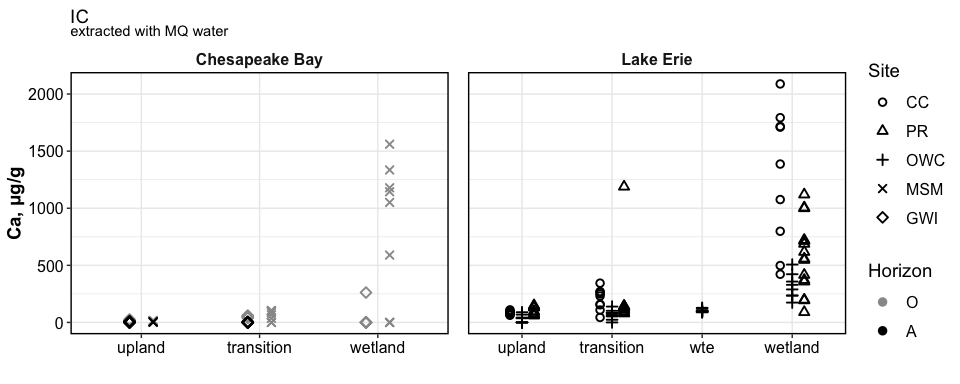 IC
extracted with MQ water
Chesapeake Bay
Lake Erie
Ca, µg/g
2000
1500
1000
500
0
upland
transition
wetland
upland
transition
wte
wetland
Site
CC
PR
OWC
MSM
GWI
Horizon
O
A